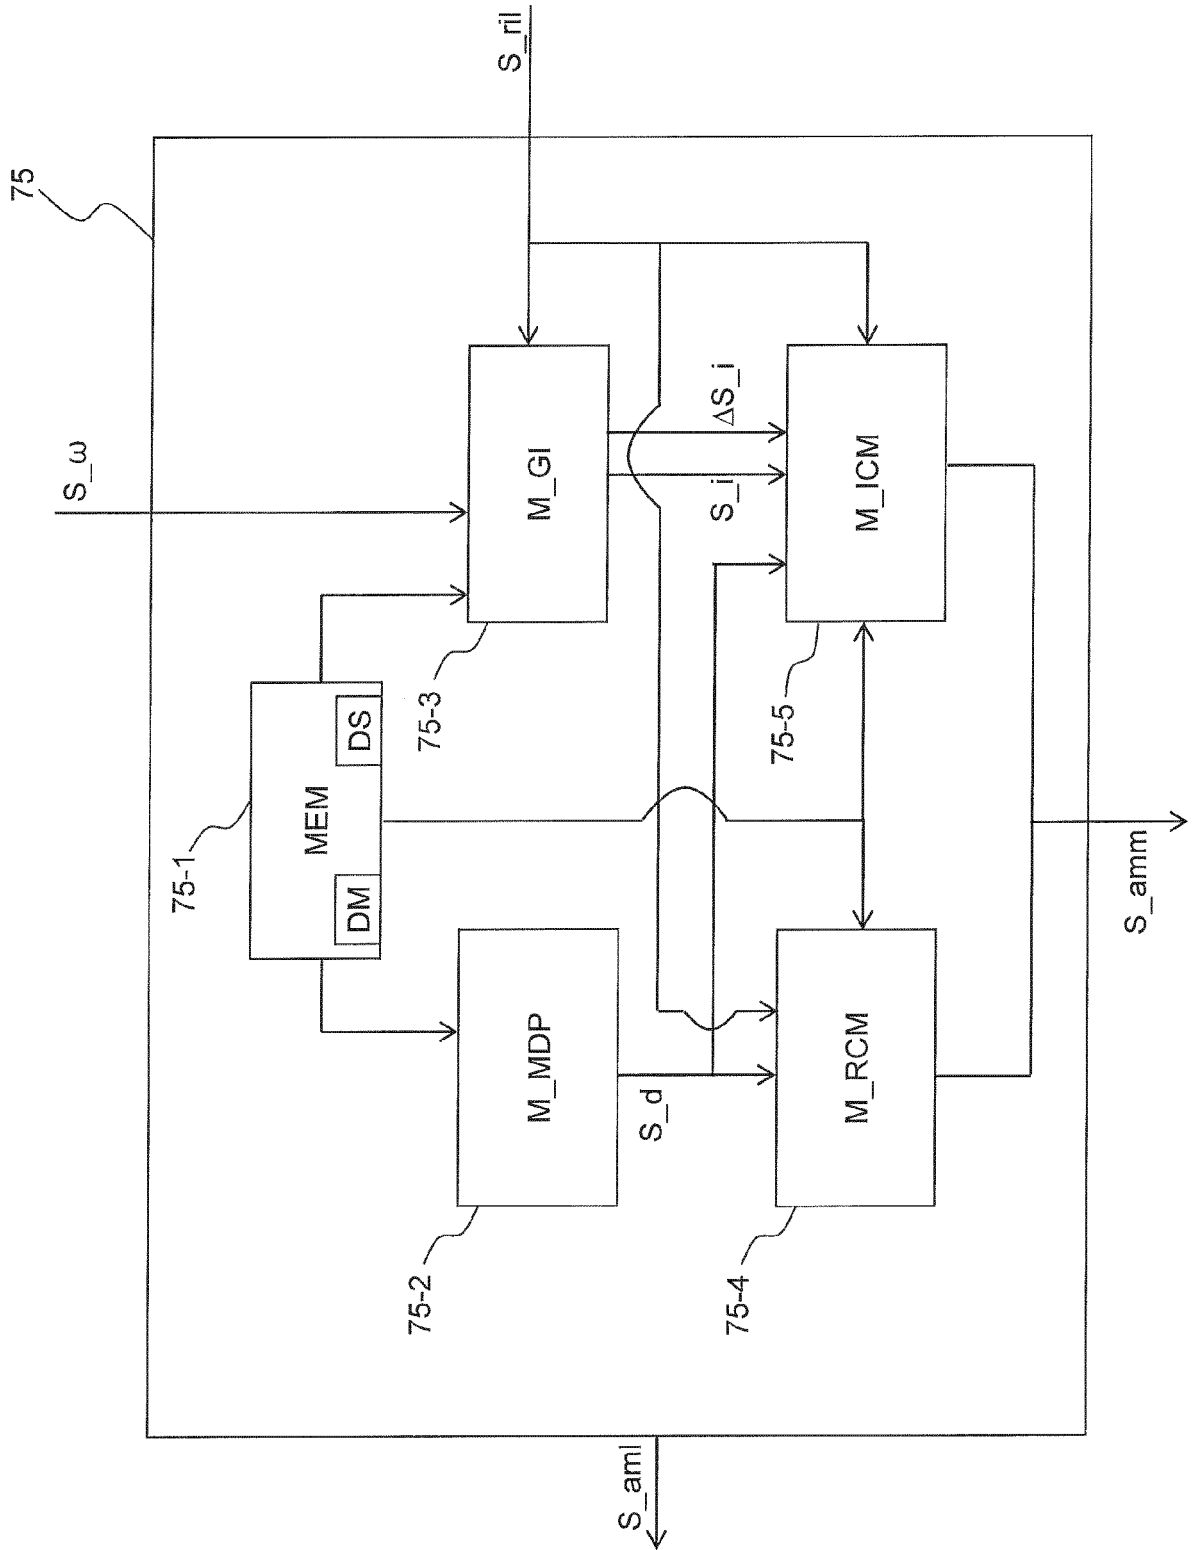 75
S_ω
S_ril
75-1
MEM
DM
DS
75-2
M_MDP
75-3
M_GI
S_d
S_i
ΔS_i
75-4
M_RCM
75-5
M_ICM
S_aml
S_amm